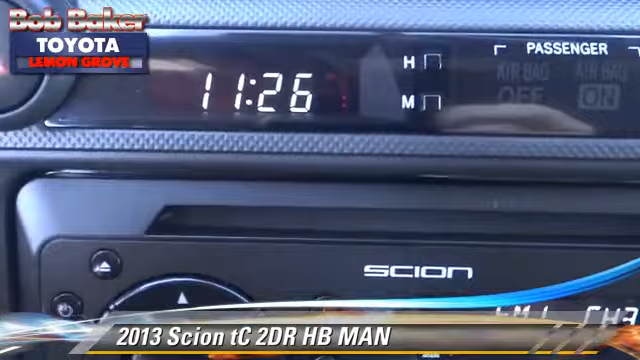 Bob Baker
TOYOTA
LEMON GROVE
11:26
H
M
PASSENGER
AIR BAG OFF
AIR BAG ON
SCION
CH3
2013 Scion tC 2DR HB MAN